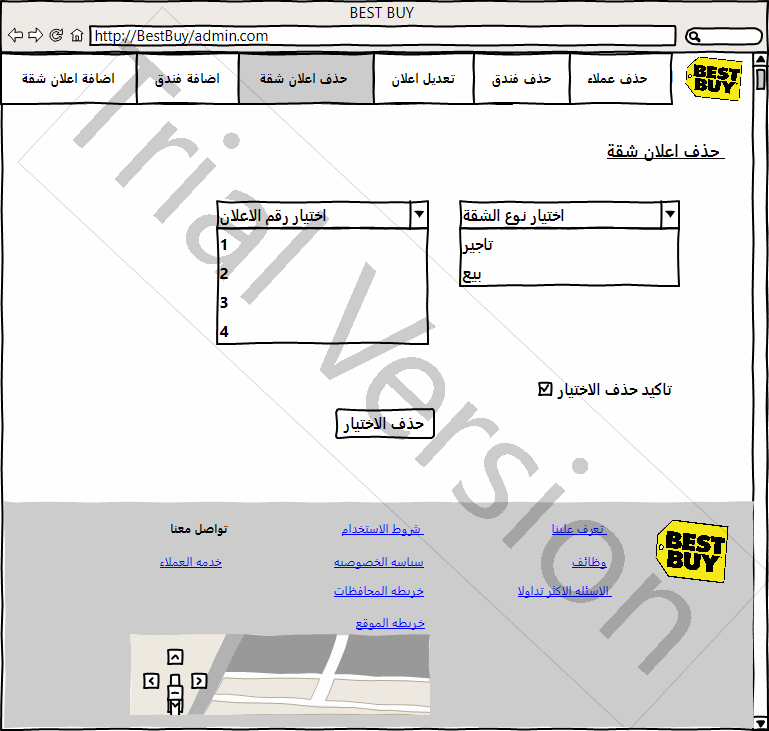 BEST BUY
http://BestBuy/admin.com
BEST BUY
حذف عملاء
حذف فندق
تعديل اعلان
حذف اعلان شقة
اضافة فندق
اضافة اعلان شقة
حذف اعلان شقة
اختيار نوع الشقة
تاجير
بيع
اختيار رقم الاعلان
1
2
3
4
تاكيد حذف الاختيار
حذف الاختيار
BEST BUY
تعرف علينا
وظائف
الاسئله الاكثر تداولا
شروط الاستخدام
سياسه الخصوصيه
خريطه المحافظات
خريطه الموقع
تواصل معنا
خدمه العملاء
Trial Version